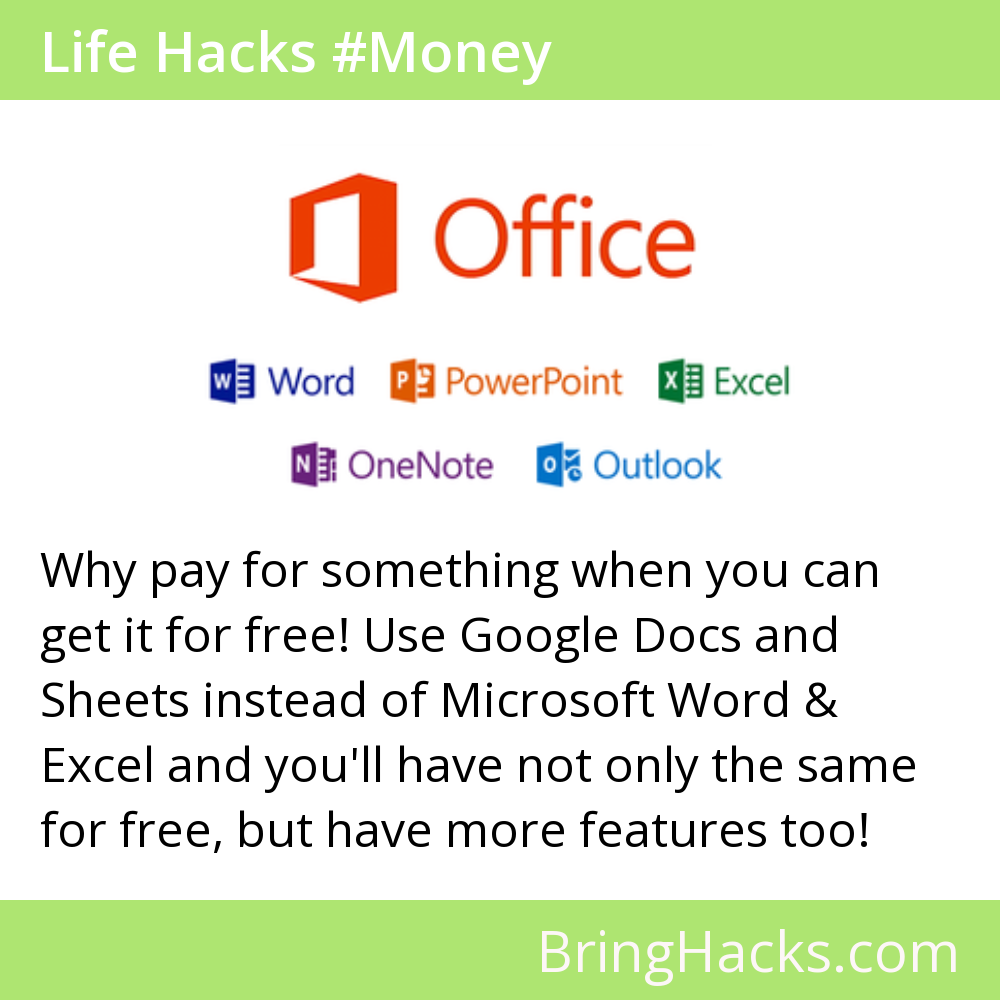 Life Hacks #Money
Office
Word PowerPoint Excel
OneNote Outlook
Why pay for something when you can
get it for free! Use Google Docs and
Sheets instead of Microsoft Word &
Excel and you'll have not only the same
for free, but have more features too!
BringHacks.com